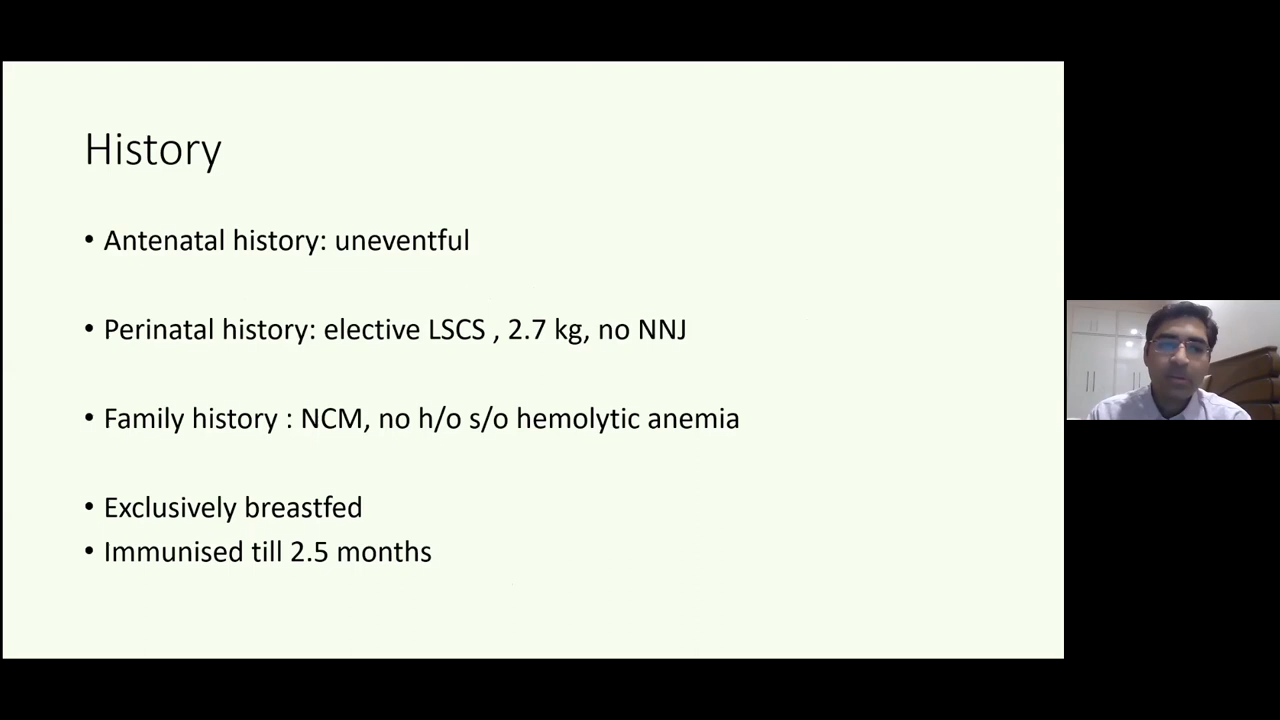 History
• Antenatal history: uneventful
• Perinatal history: elective LSCS , 2.7 kg, no NNJ
• Family history : NCM, no h/o s/o hemolytic anemia
• Exclusively breastfed
• Immunised till 2.5 months